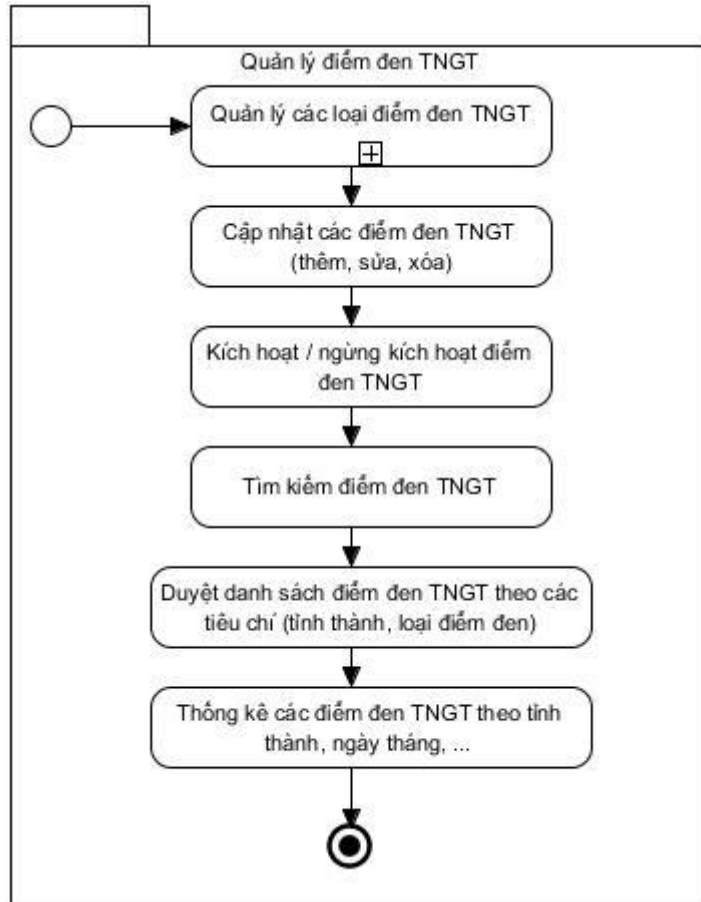 Quản lý điểm đen TNGT
Quản lý các loại điểm đen TNGT
Cập nhật các điểm đen TNGT
(thêm, sửa, xóa)
Kích hoạt / ngừng kích hoạt điểm
đen TNGT
Tìm kiếm điểm đen TNGT
Duyệt danh sách điểm đen TNGT theo các
tiêu chí (tỉnh thành, loại điểm đen)
Thống kê các điểm đen TNGT theo tỉnh
thành, ngày tháng, ...